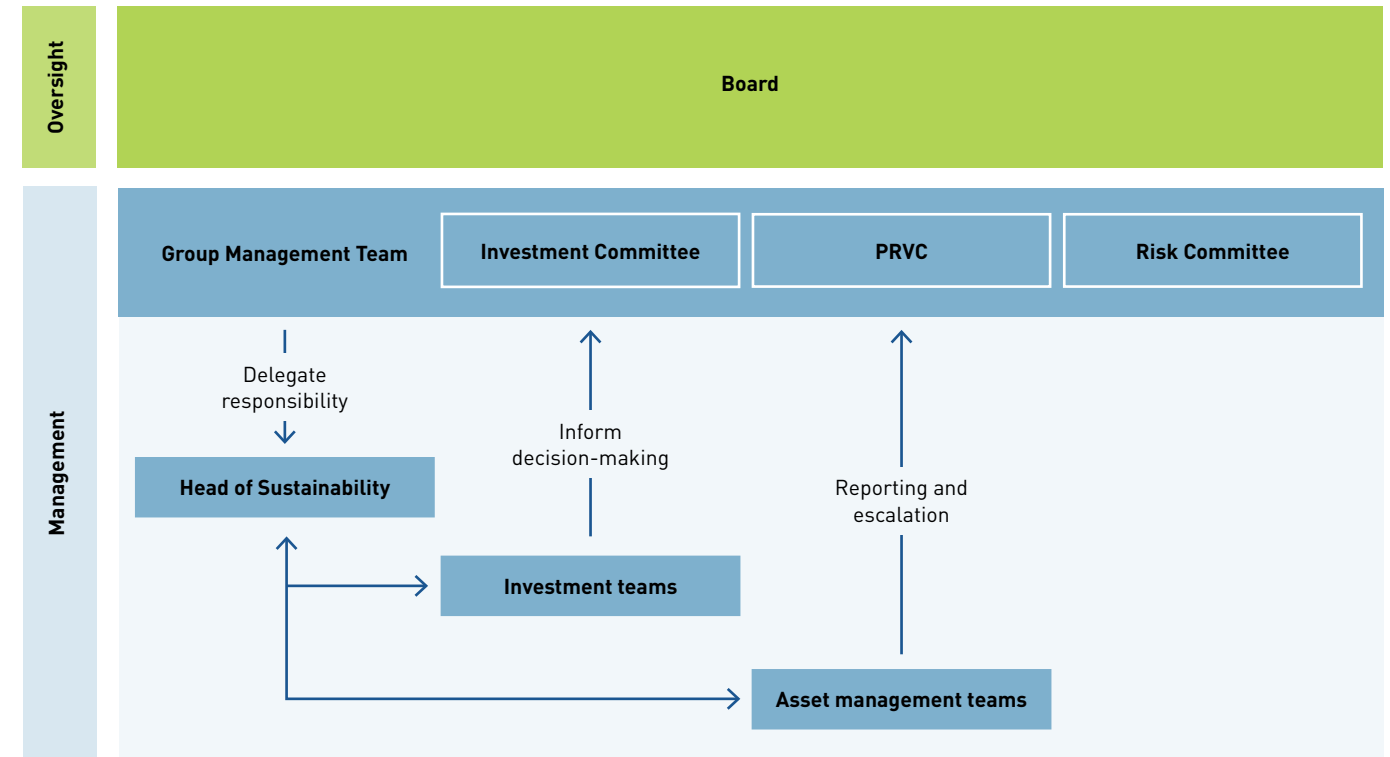 Oversight
Board
Management
Group Management Team
Investment Committee
PRVC
Risk Committee
Delegate
responsibility
Inform
decision-making
Reporting and
escalation
Head of Sustainability
Investment teams
Asset management teams